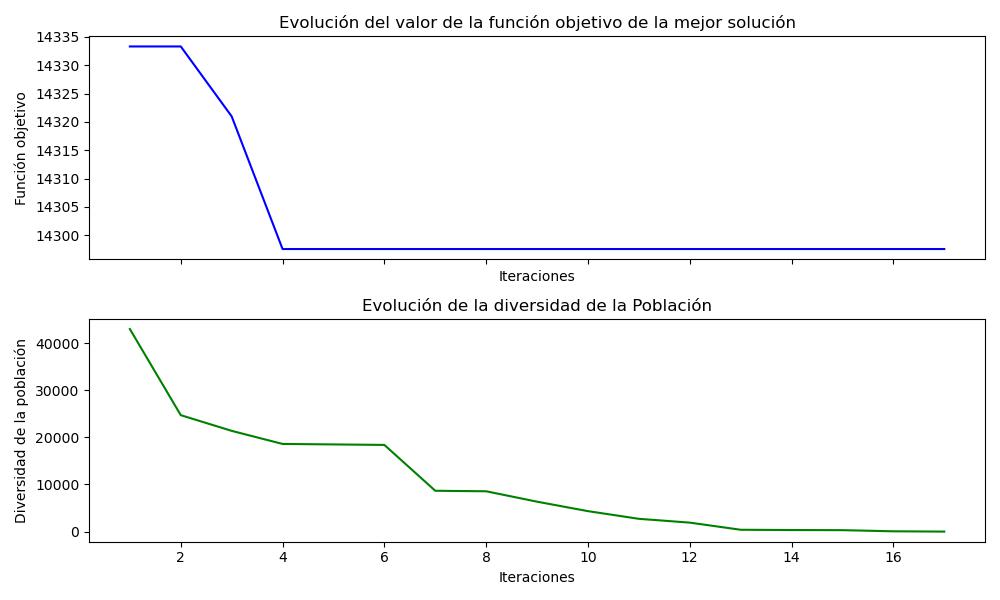 Evolución del valor de la función objetivo de la mejor solución
14335
14330
14325
14320
14315
14310
14305
14300
Función objetivo
Iteraciones
Evolución de la diversidad de la Población
40000
30000
20000
10000
0
Diversidad de la población
2 4 6 8 10 12 14 16
Iteraciones